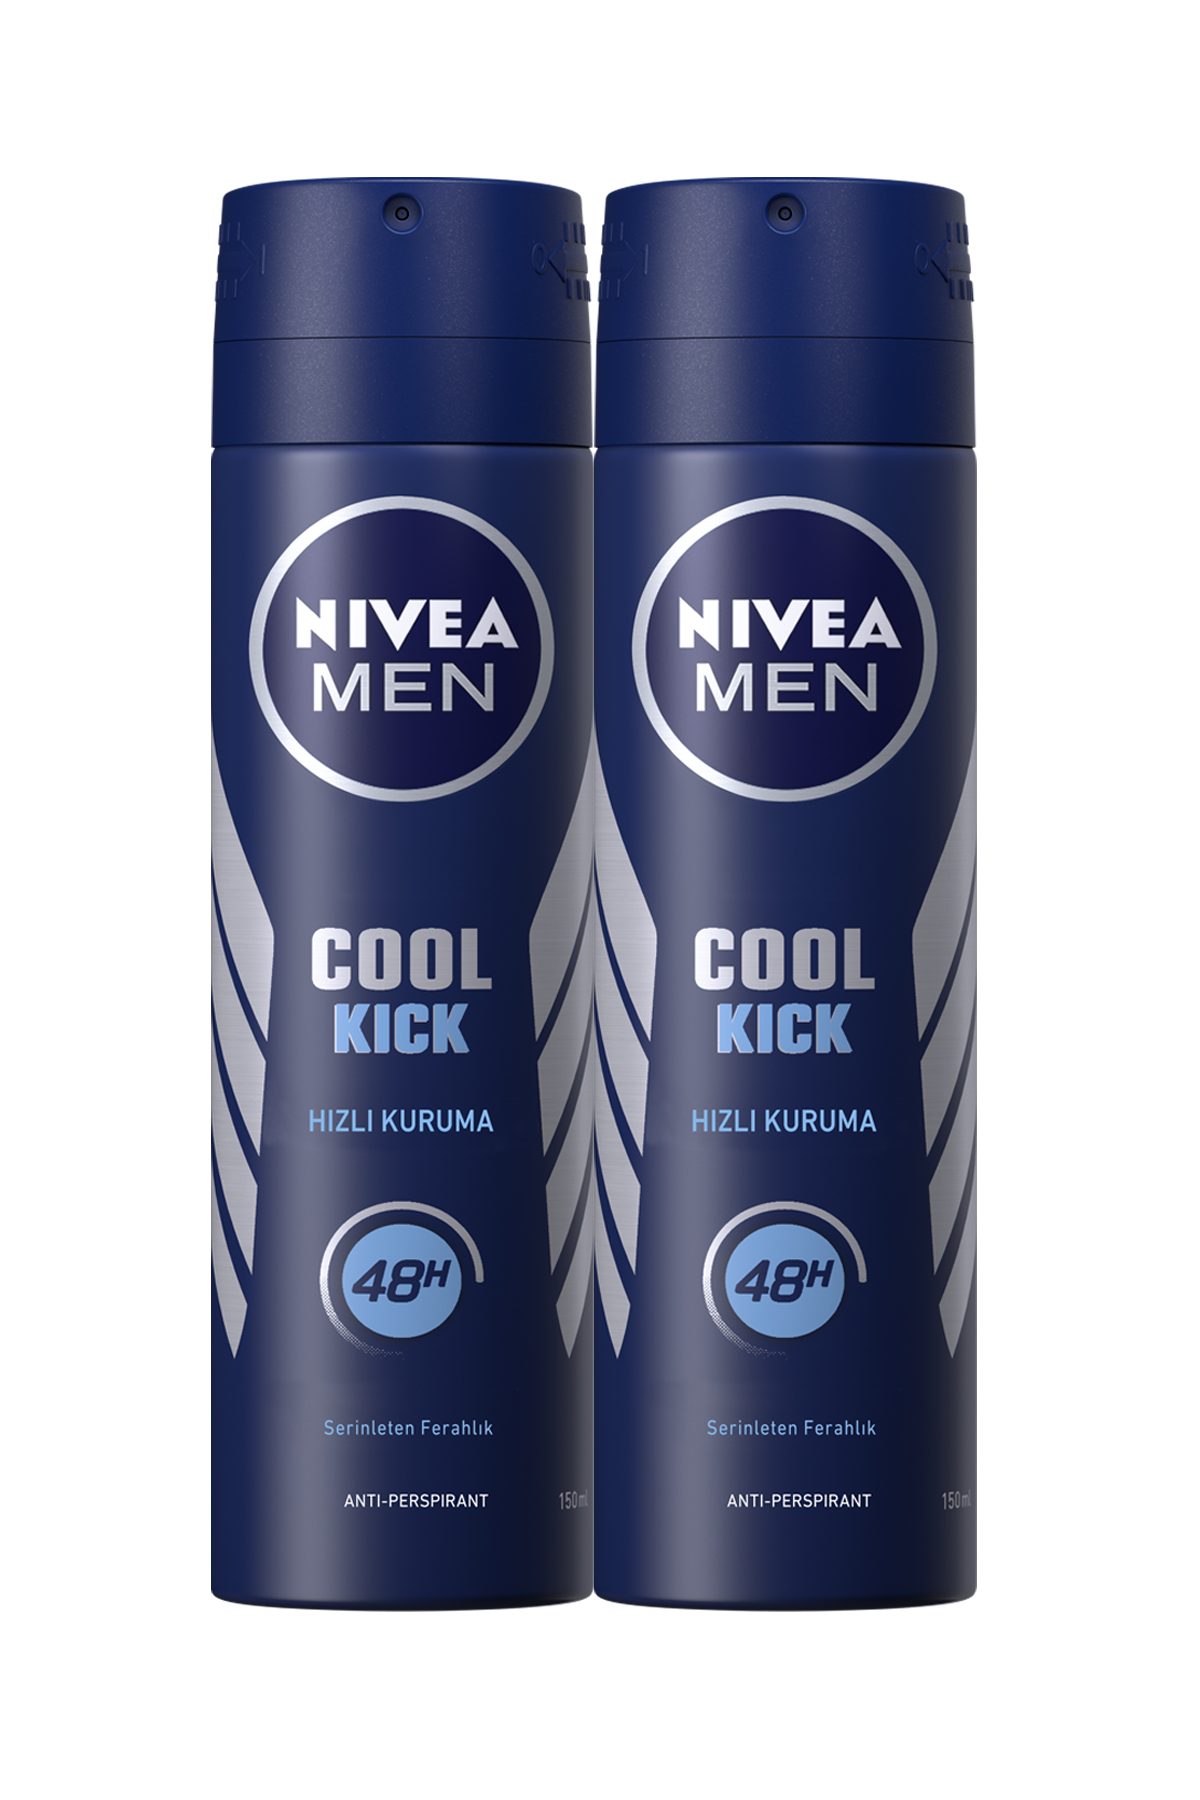 NIVEA
MEN
COOL
KICK
HIZLI KURUMA
48H
Serinleten Ferahlık
ANTI-PERSPIRANT
150 ml
NIVEA
MEN
COOL
KICK
HIZLI KURUMA
48H
Serinleten Ferahlık
ANTI-PERSPIRANT
150 ml